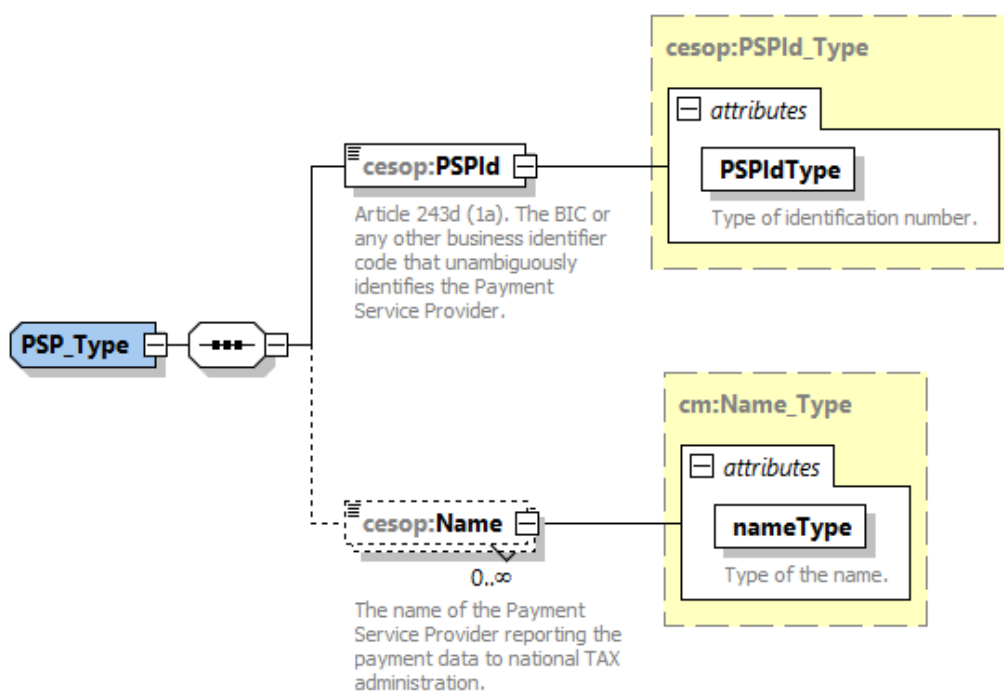 cesop:PSPId_Type
attributes
PSPIdType
Type of identification number.
cesop:PSPId
Article 243d (1a). The BIC or
any other business identifier
code that unambiguously
identifies the Payment
Service Provider.
PSP_Type
cm:Name_Type
attributes
nameType
Type of the name.
cesop:Name
0..∞
The name of the Payment
Service Provider reporting the
payment data to national TAX
administration.